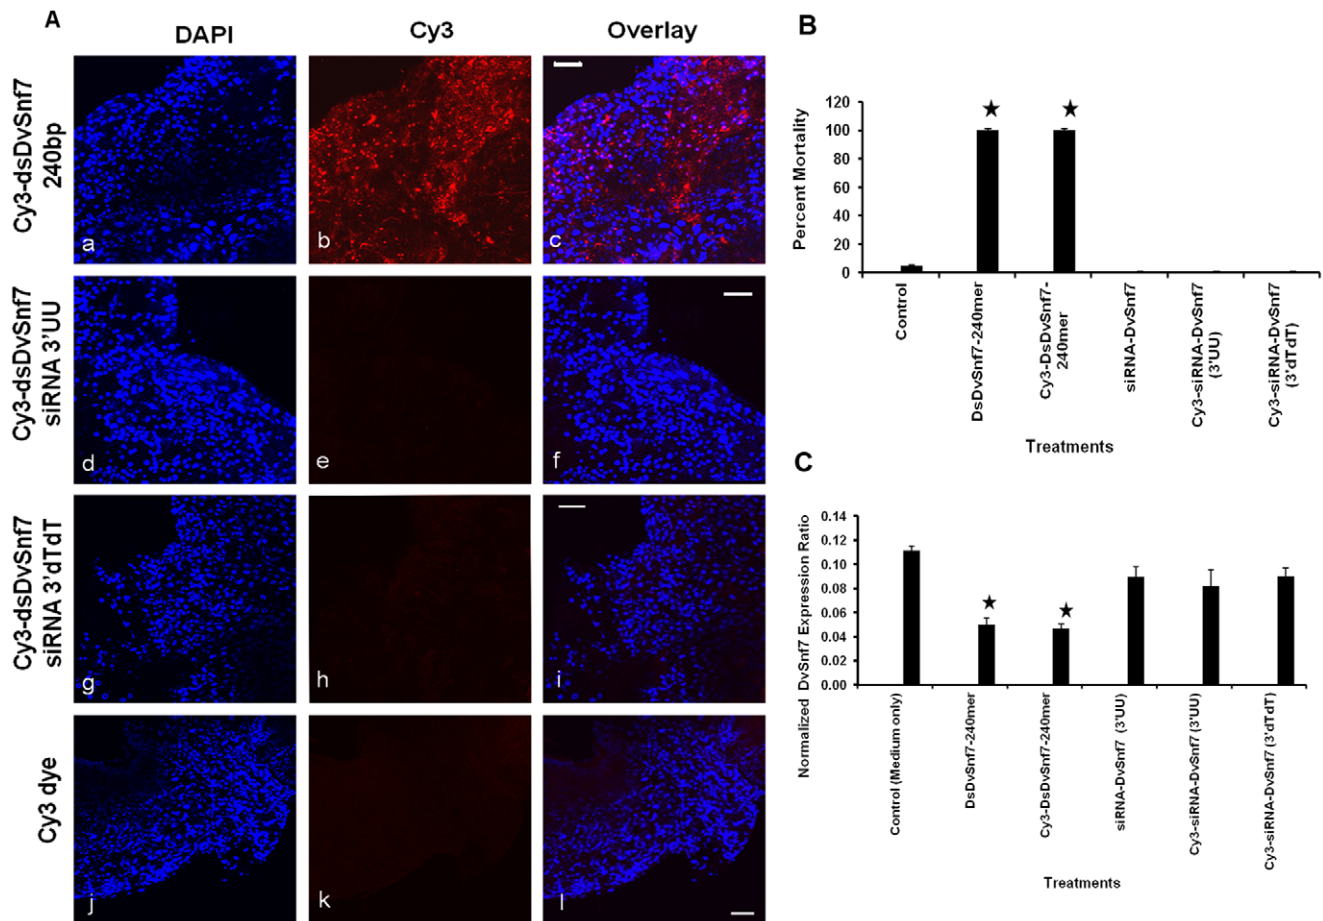 A
DAPI
Cy3
Overlay
Cy3-dsDvSnf7
240bp
a
b
c
Cy3-dsDvSnf7
siRNA 3'UU
d
e
f
Cy3-dsDvSnf7
siRNA 3'dTdT
g
h
i
Cy3 dye
j
k
l
B
Percent Mortality
120
100
80
60
40
20
0
Control
DsDvSnf7-240mer
Cy3-DsDvSnf7-
240mer
siRNA-DvSnf7
Cy3-siRNA-DvSnf7
(3'UU)
Cy3-siRNA-DvSnf7
(3'dTdT)
Treatments
C
Normalized DvSnf7 Expression Ratio
0.14
0.12
0.10
0.08
0.06
0.04
0.02
0.00
Control (Medium only)
DsDvSnf7-240mer
Cy3-DsDvSnf7-240mer
siRNA-DvSnf7 (3'UU)
Cy3-siRNA-DvSnf7 (3'UU)
Cy3-siRNA-DvSnf7 (3'dTdT)
Treatments